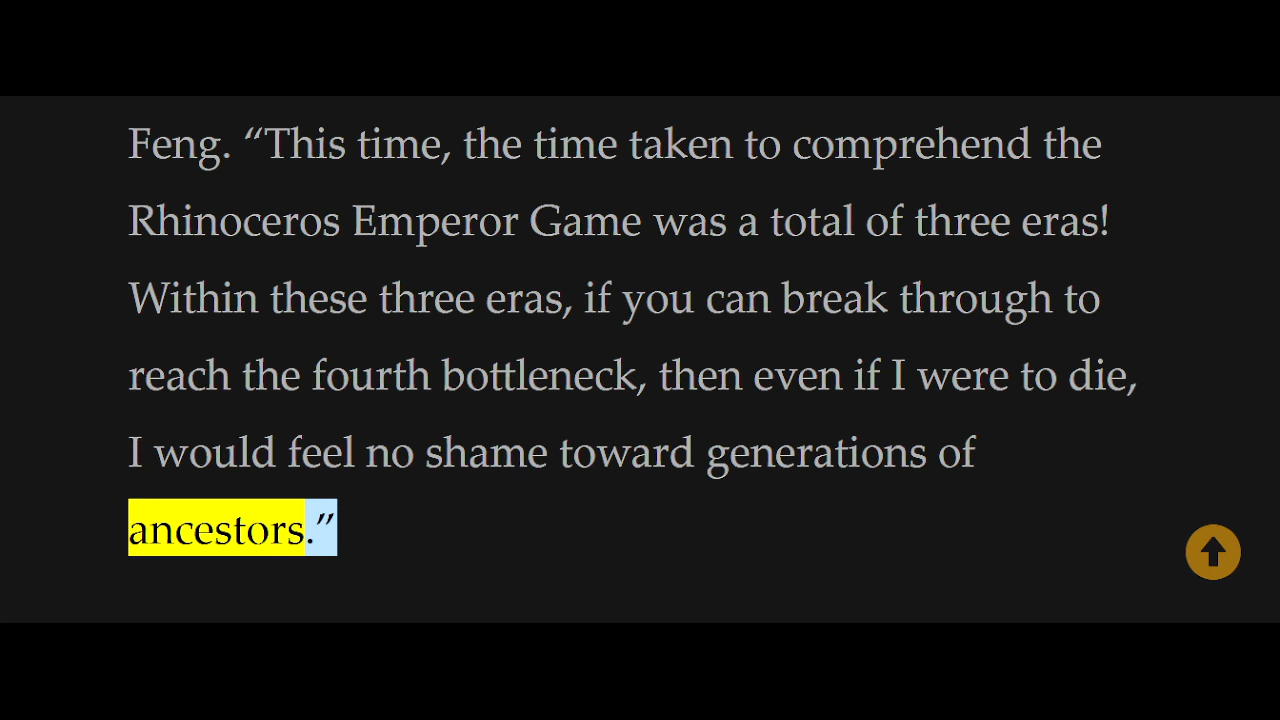 Feng. “This time, the time taken to comprehend the
Rhinoceros Emperor Game was a total of three eras!
Within these three eras, if you can break through to
reach the fourth bottleneck, then even if I were to die,
I would feel no shame toward generations of
ancestors.”